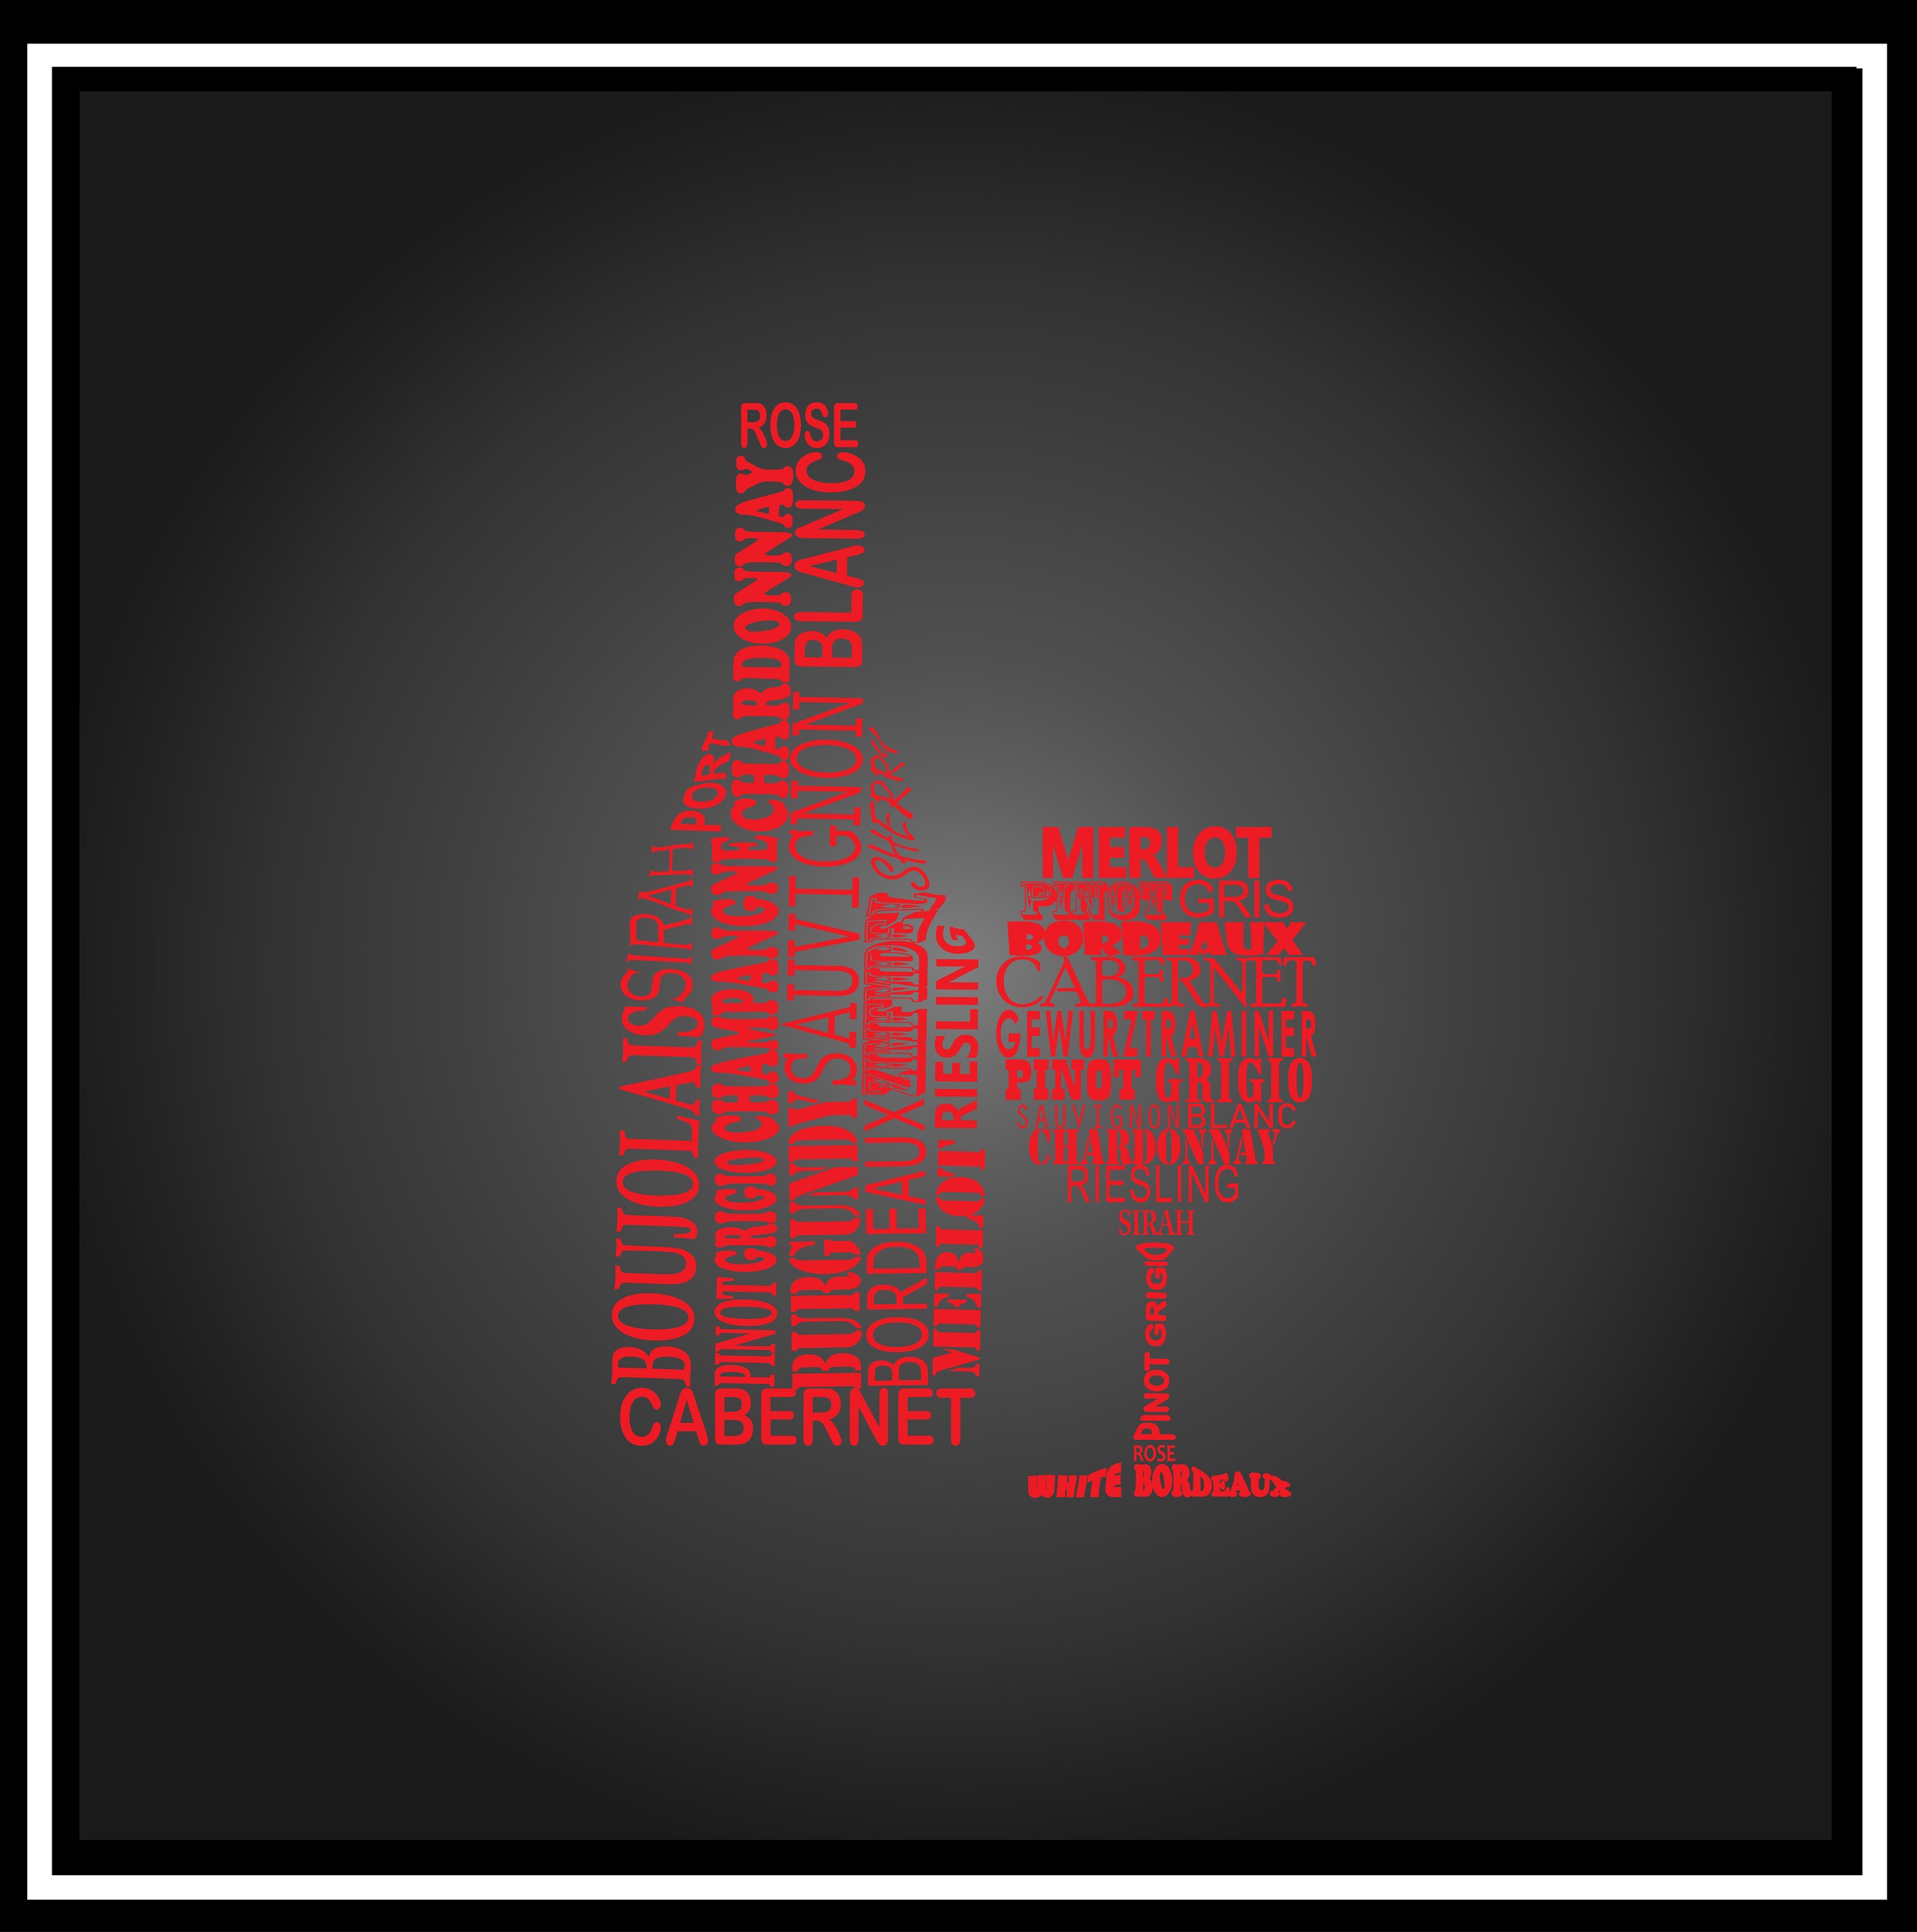 ROSE
CHARDONNAY
SAUVIGNON BLANC
PORT
SHERRY
SIRAH
BOUJOLAIS
CHAMPANGNE
PINOT GRIGIO
BURGUNDY
BORDEAUX
RIESLING
MERLOT
CABERNET
MERLOT
PINOT GRIS
BORDEAUX
CABERNET
GEWURZTRAMINER
PINOT GRIGIO
SAUVIGNON BLANC
CHARDONNAY
RIESLING
SIRAH
PINOT GRIGIO
ROSE
WHITE BORDEAUX